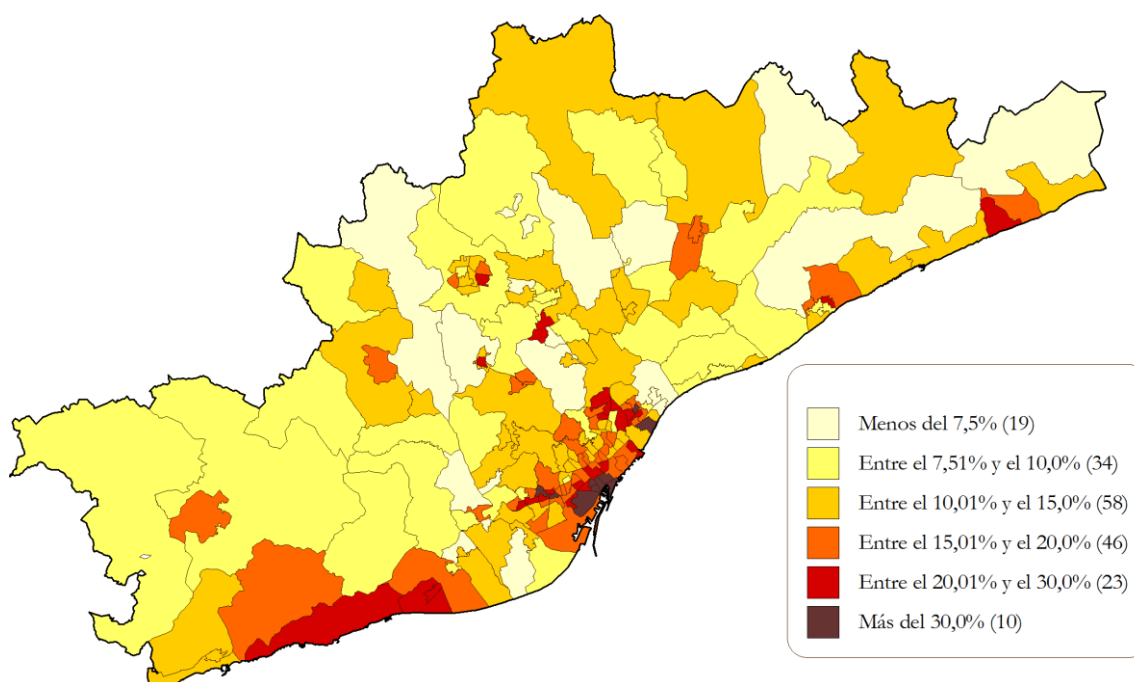 Menos del 7,5% (19)
Entre el 7,51% y el 10,0% (34)
Entre el 10,01% y el 15,0% (58)
Entre el 15,01% y el 20,0% (46)
Entre el 20,01% y el 30,0% (23)
Más del 30,0% (10)